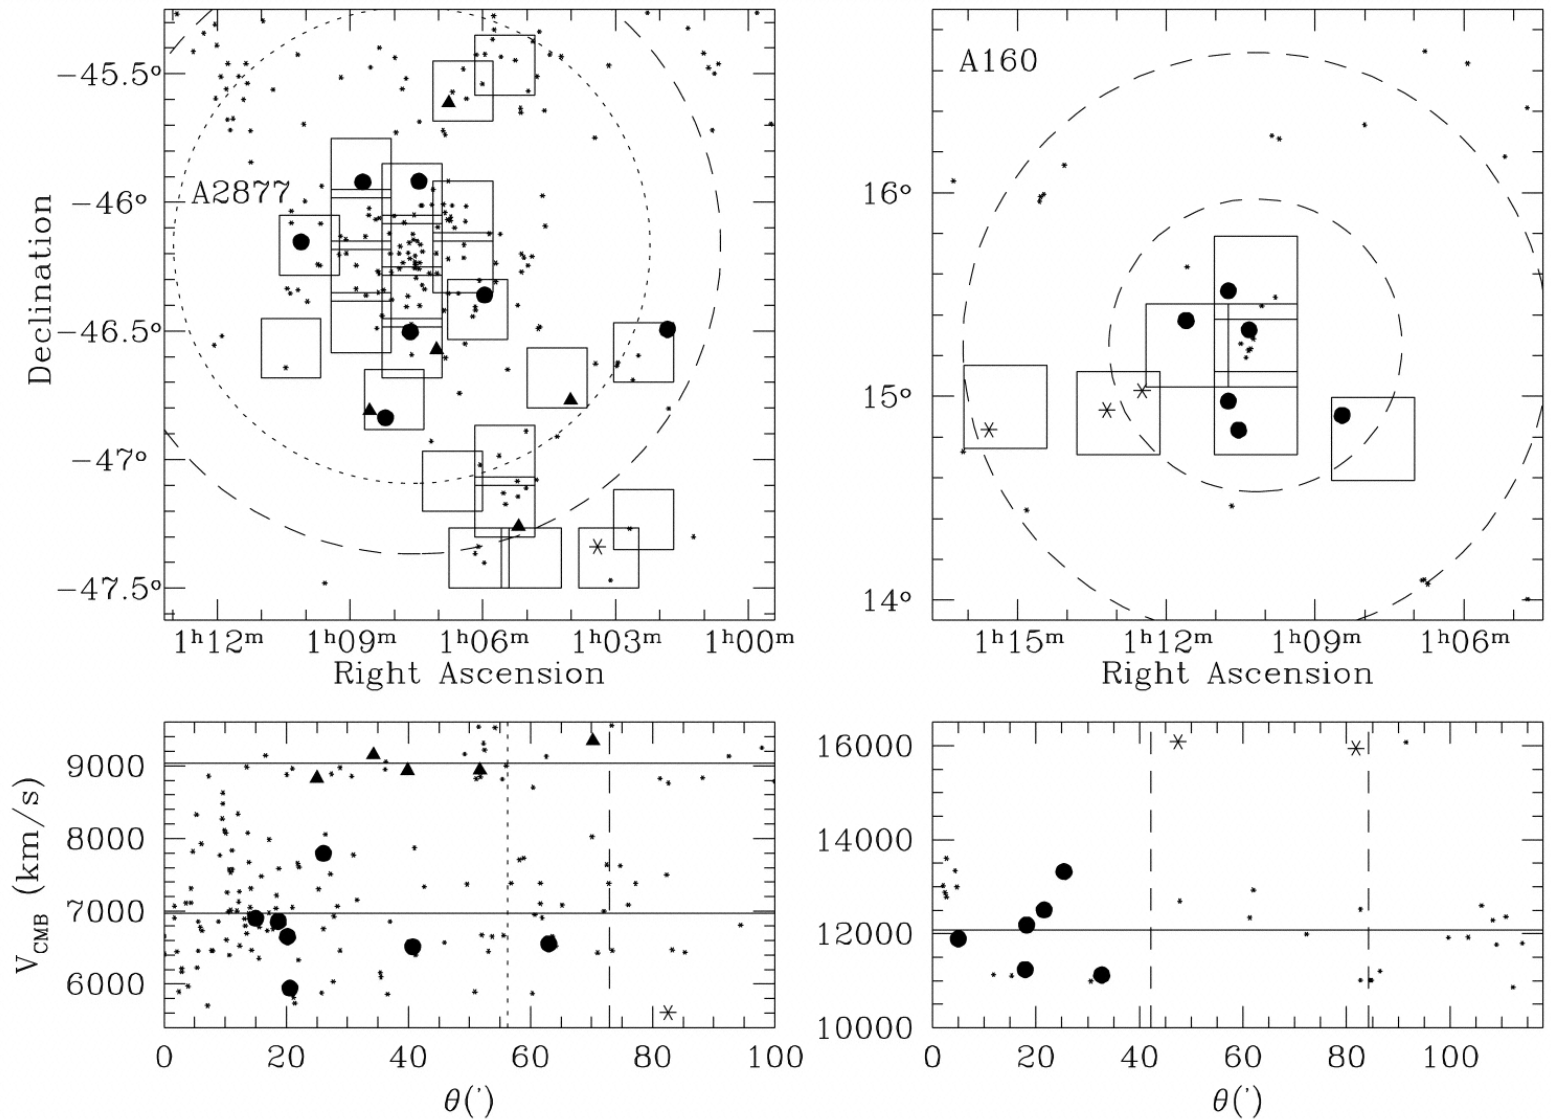 A2877
Declination
−45.5°
−46°
−46.5°
−47°
−47.5°
1ʰ12ᵐ 1ʰ09ᵐ 1ʰ06ᵐ 1ʰ03ᵐ 1ʰ00ᵐ
Right Ascension
A160
16°
15°
14°
1ʰ15ᵐ 1ʰ12ᵐ 1ʰ09ᵐ 1ʰ06ᵐ
Right Ascension
V_CMB (km/s)
9000
8000
7000
6000
0 20 40 60 80 100
θ(')
16000
14000
12000
10000
0 20 40 60 80 100
θ(')